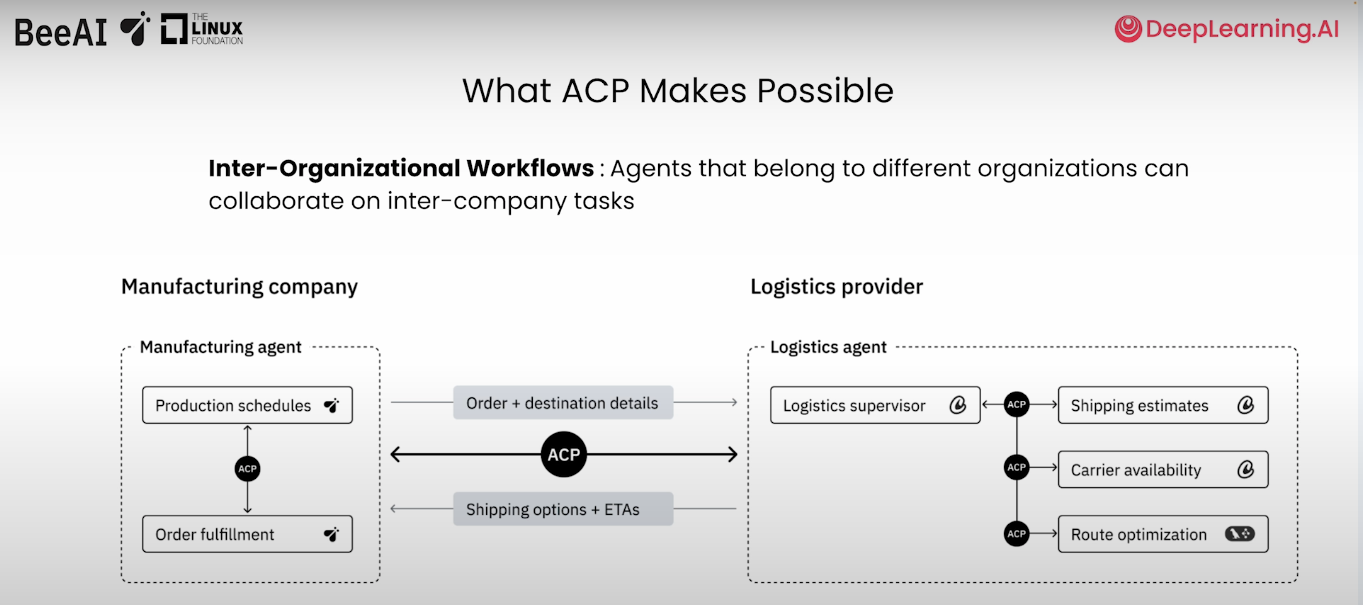 BeeAI
THE
LINUX
FOUNDATION
DeepLearning.AI
What ACP Makes Possible
Inter-Organizational Workflows : Agents that belong to different organizations can
collaborate on inter-company tasks
Manufacturing company
Manufacturing agent
Production schedules
ACP
Order fulfillment
Order + destination details
ACP
Shipping options + ETAs
Logistics provider
Logistics agent
Logistics supervisor
ACP
Shipping estimates
ACP
Carrier availability
ACP
Route optimization